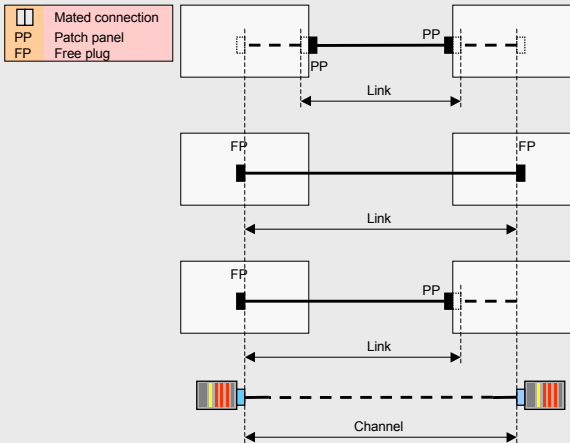 Mated connection
PP Patch panel
FP Free plug
PP
PP
Link
FP
FP
Link
FP
PP
Link
Channel